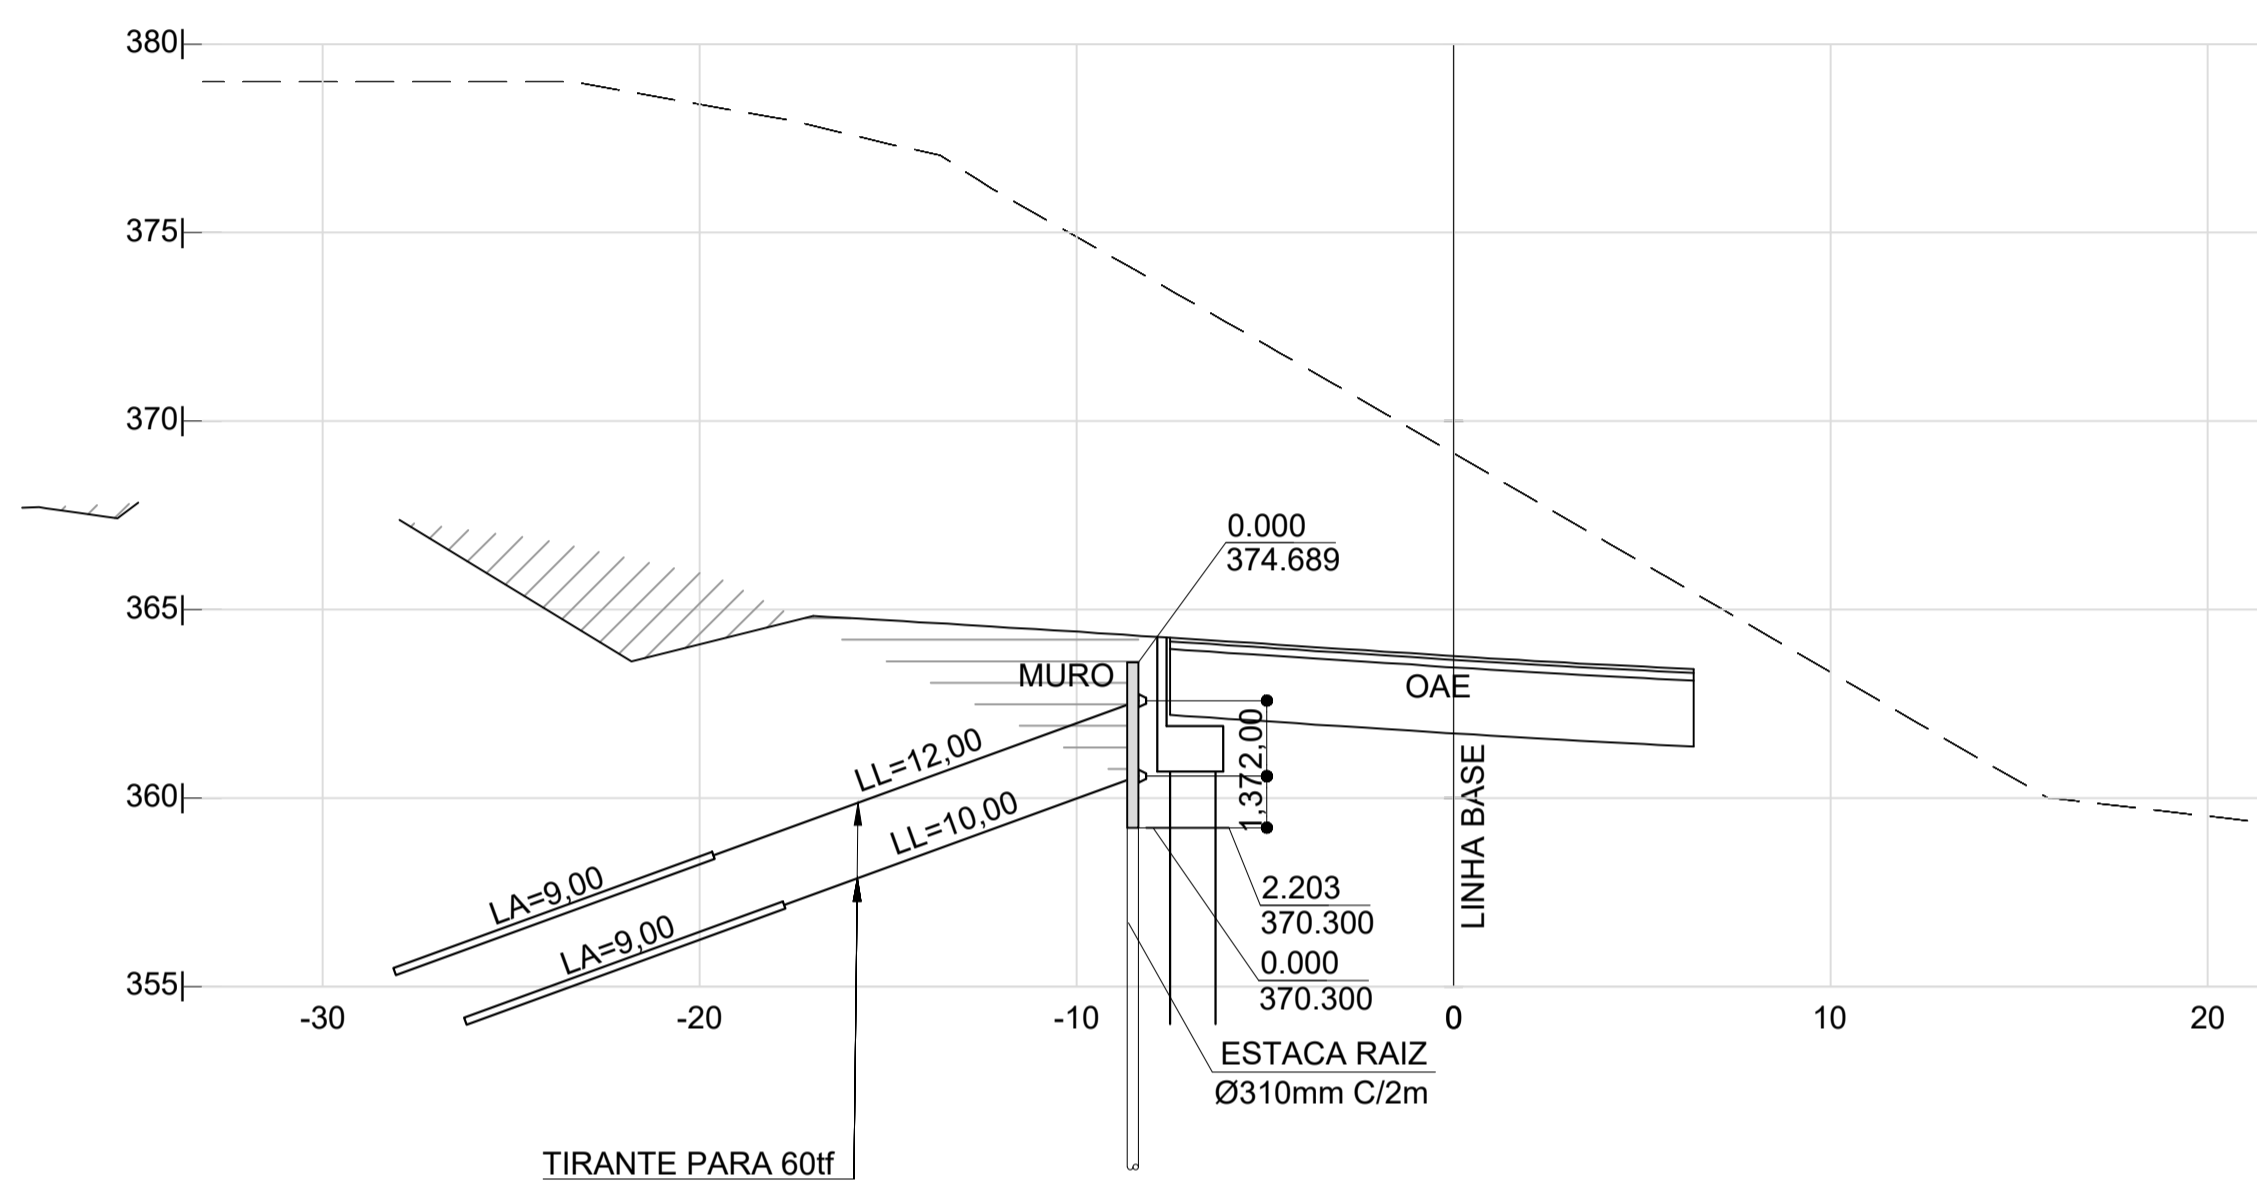 380
375
370
365
360
355
0.000
374.689
MURO
OAE
LL=12,00
LL=10,00
1,372,00
LINHA BASE
LA=9,00
LA=9,00
2.203
370.300
0.000
370.300
-30
-20
-10
0
10
20
ESTACA RAIZ
Ø310mm C/2m
TIRANTE PARA 60tf